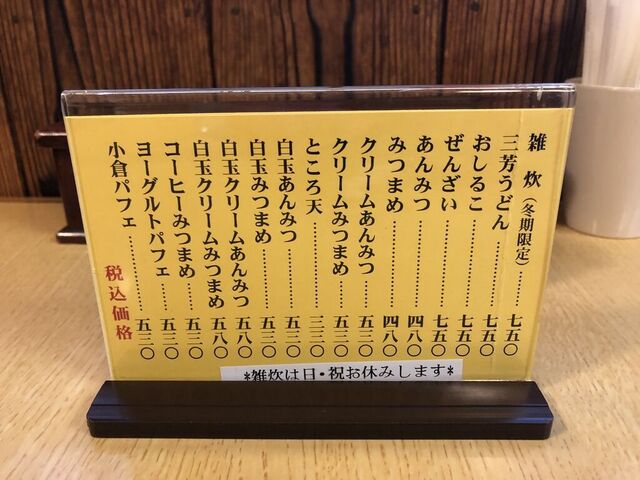 雑炊(冬期限定)……七五〇
三芳うどん……七五〇
おしるこ……七五〇
ぜんざい……七五〇
あんみつ……四八〇
みつまめ……四八〇
クリームあんみつ……五三〇
クリームみつまめ……五三〇
ところ天……三三〇
白玉あんみつ……五三〇
白玉みつまめ……五三〇
白玉クリームあんみつ……五八〇
白玉クリームみつまめ……五八〇
コーヒーみつまめ……五三〇
ヨーグルトパフェ……五三〇
小倉パフェ……五三〇
税込価格
*雑炊は日・祝お休みします*